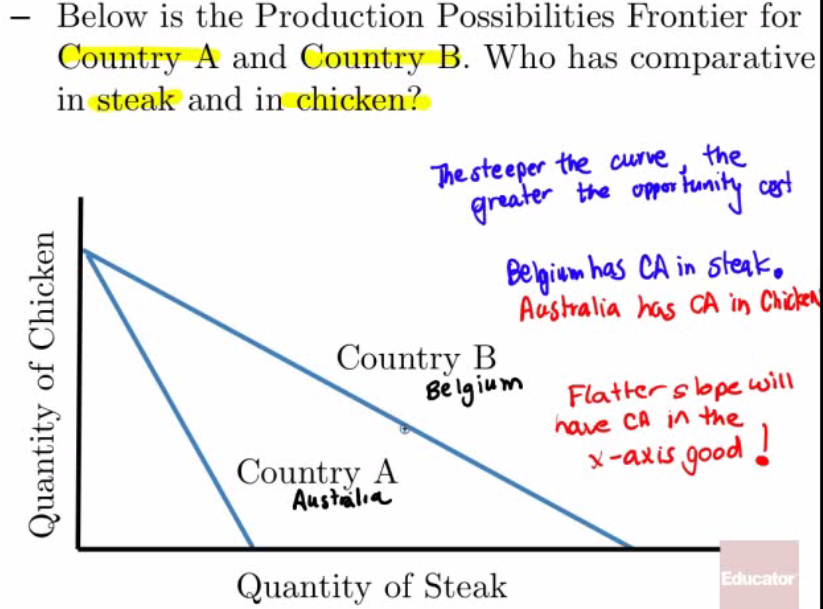 – Below is the Production Possibilities Frontier for
Country A and Country B. Who has comparative
in steak and in chicken?
The steeper the curve, the
greater the opportunity cost
Belgium has CA in steak.
Australia has CA in Chicken
Quantity of Chicken
Country B
Belgium
Flatter slope will
have CA in the
x-axis good!
Country A
Australia
Quantity of Steak
Educator